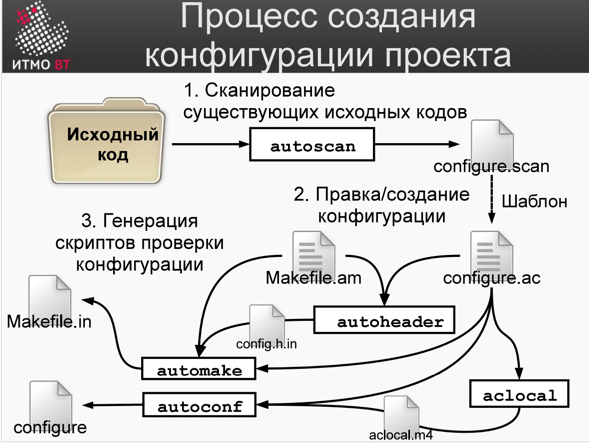 Процесс создания
конфигурации проекта
ИТМО ВТ
1. Сканирование
существующих исходных кодов
Исходный
код
autoscan
configure.scan
Шаблон
2. Правка/создание
конфигурации
3. Генерация
скриптов проверки
конфигурации
Makefile.am
configure.ac
Makefile.in
config.h.in
autoheader
automake
autoconf
aclocal
configure
aclocal.m4